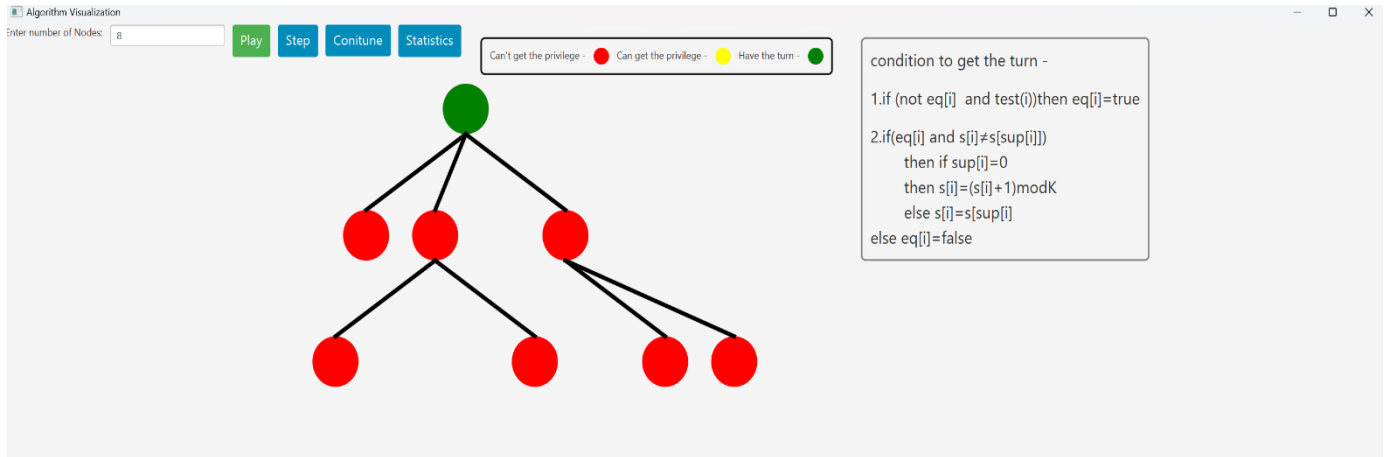 Algorithm Visualization
Enter number of Nodes: 8 Play Step Conitune Statistics
Can't get the privilege - Can get the privilege - Have the turn -
condition to get the turn -
1.if (not eq[i] and test(i))then eq[i]=true
2.if(eq[i] and s[i]≠s[sup[i]])
then if sup[i]=0
then s[i]=(s[i]+1)modK
else s[i]=s[sup[i]
else eq[i]=false